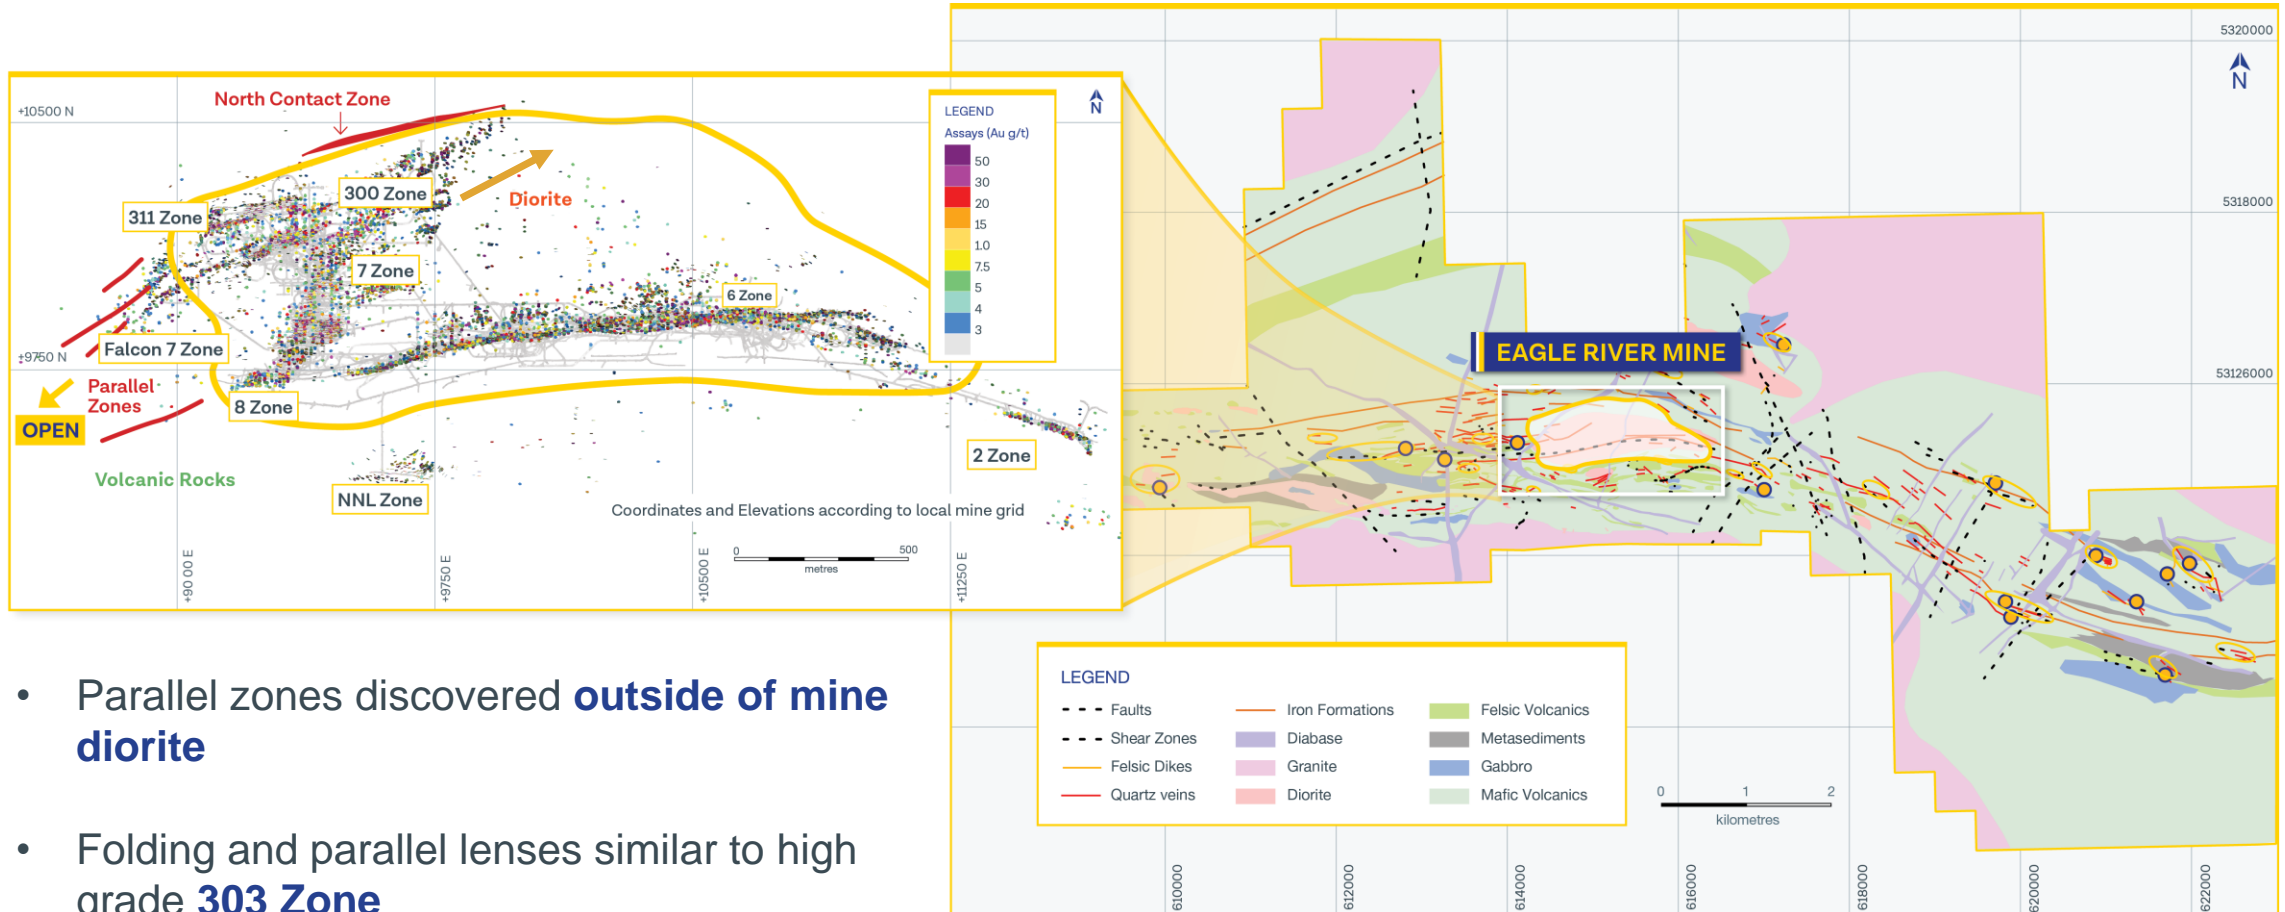 North Contact Zone
+10500 N
N
LEGEND
Assays (Au g/t)
50
30
20
15
1.0
7.5
5
4
3
300 Zone
311 Zone
Diorite
7 Zone
6 Zone
Falcon 7 Zone
+9750 N
Parallel
Zones
8 Zone
OPEN
2 Zone
Volcanic Rocks
NNL Zone
Coordinates and Elevations according to local mine grid
0
500
metres
+90 00 E
+9750 E
+10500 E
+11250 E
5320000
N
5318000
EAGLE RIVER MINE
53126000
LEGEND
Faults
Shear Zones
Felsic Dikes
Quartz veins
Iron Formations
Diabase
Granite
Diorite
Felsic Volcanics
Metasediments
Gabbro
Mafic Volcanics
0 1 2
kilometres
610000
612000
614000
616000
618000
620000
622000
• Parallel zones discovered outside of mine
diorite
• Folding and parallel lenses similar to high
grade 303 Zone